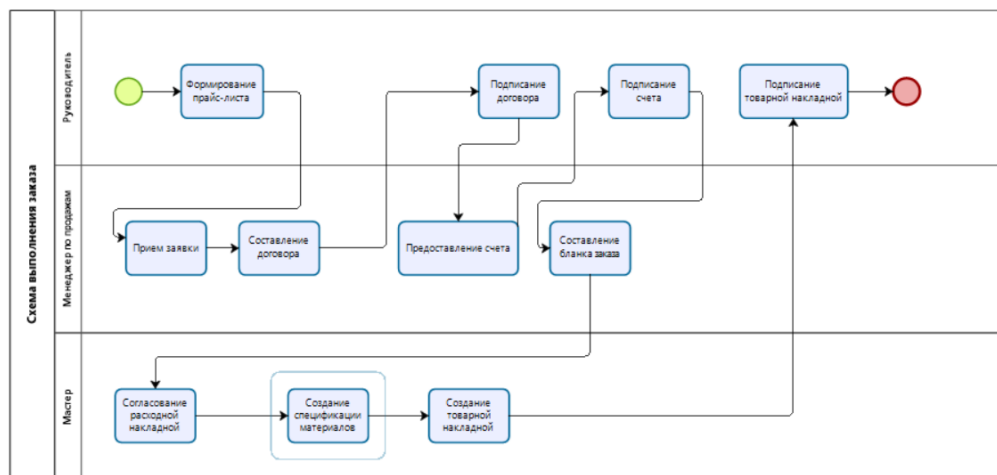 Схема выполнения заказа
Руководитель
Формирование
прайс-листа
Подписание
договора
Подписание
счета
Подписание
товарной накладной
Менеджер по продажам
Прием заявки
Составление
договора
Предоставление счета
Составление
бланка заказа
Мастер
Согласование
расходной
накладной
Создание
спецификации
материалов
Создание
товарной
накладной